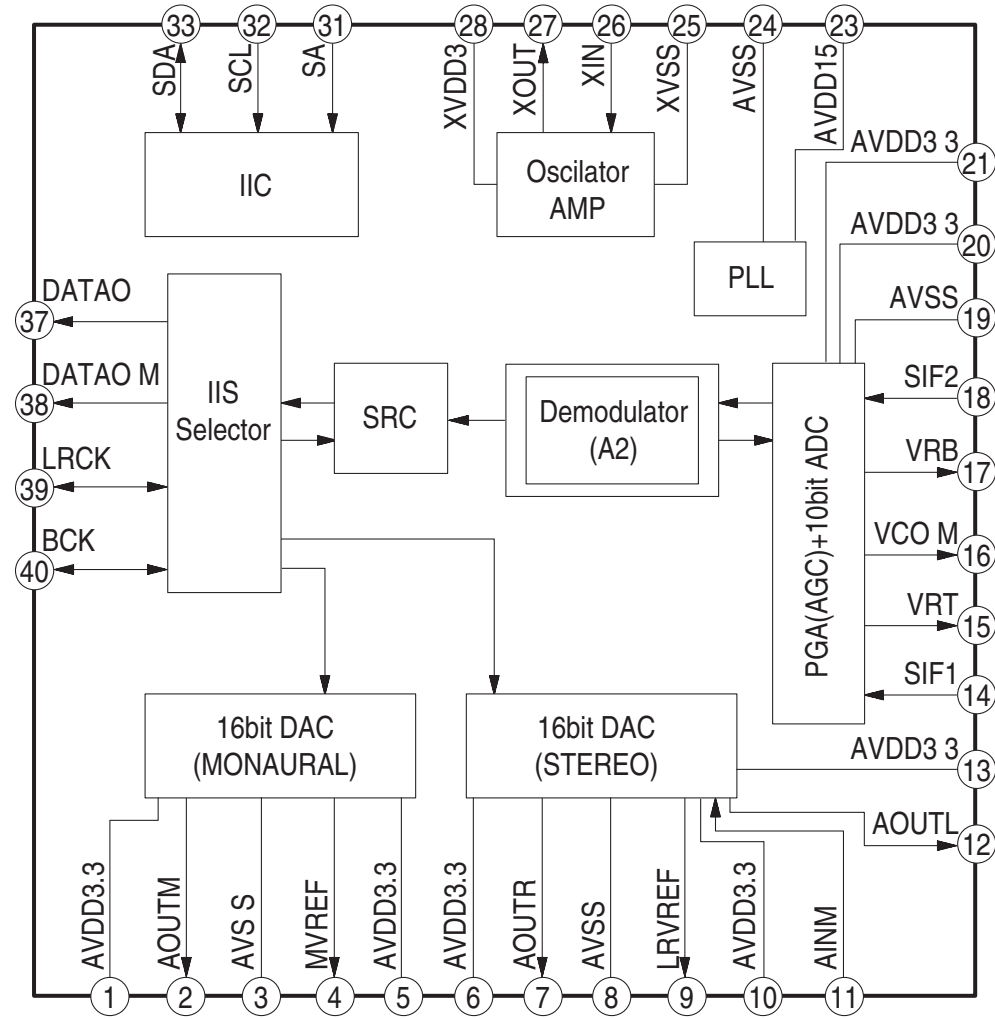 33
32
31
28
27
26
25
24
23
SDA
SCL
SA
XVDD3
XOUT
XIN
XVSS
AVSS
AVDD15
IIC
Oscilator
AMP
PLL
AVDD3 3
21
AVDD3 3
20
AVSS
19
SIF2
18
VRB
17
VCO M
16
VRT
15
SIF1
14
AVDD3 3
13
AOUTL
12
DATAO
37
DATAO M
38
LRCK
39
BCK
40
IIS
Selector
SRC
Demodulator
(A2)
PGA(AGC)+10bit ADC
16bit DAC
(MONAURAL)
16bit DAC
(STEREO)
AVDD3.3
AOUTM
AVS S
MVREF
AVDD3.3
AVDD3.3
AOUTR
AVSS
LRVREF
AVDD3.3
AINM
1
2
3
4
5
6
7
8
9
10
11